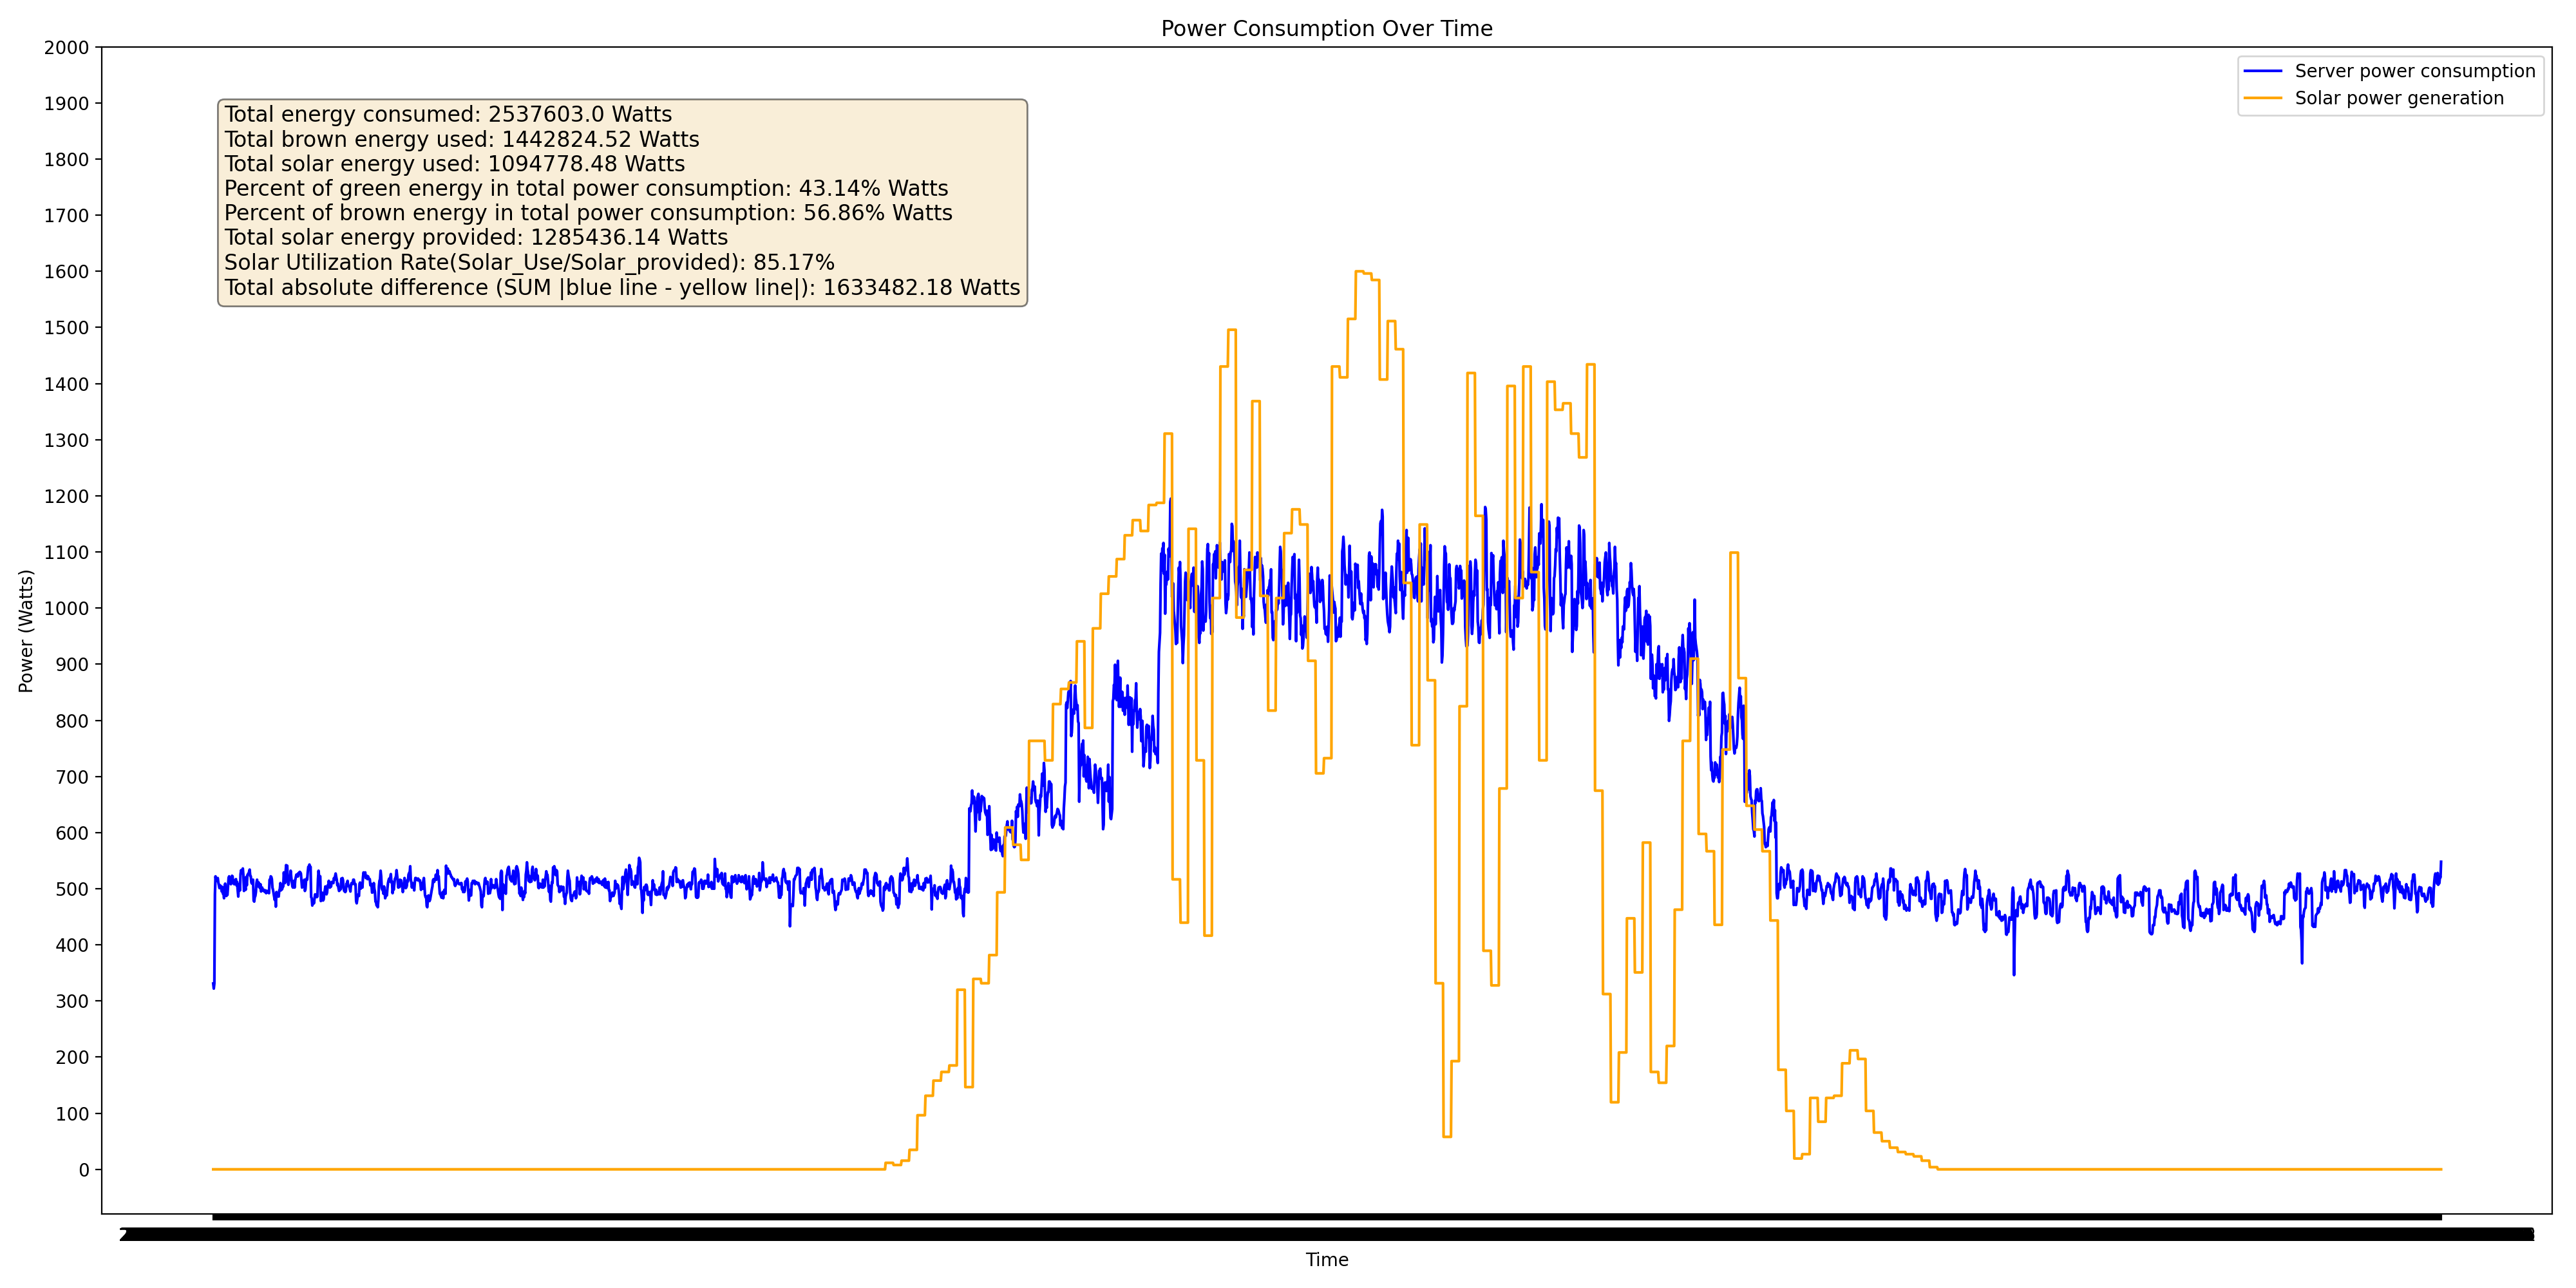 Power Consumption Over Time
2000
1900
1800
1700
1600
1500
1400
1300
1200
1100
1000
900
800
700
600
500
400
300
200
100
0
Power (Watts)
Total energy consumed: 2537603.0 Watts
Total brown energy used: 1442824.52 Watts
Total solar energy used: 1094778.48 Watts
Percent of green energy in total power consumption: 43.14% Watts
Percent of brown energy in total power consumption: 56.86% Watts
Total solar energy provided: 1285436.14 Watts
Solar Utilization Rate(Solar_Use/Solar_provided): 85.17%
Total absolute difference (SUM |blue line - yellow line|): 1633482.18 Watts
Server power consumption
Solar power generation
Time